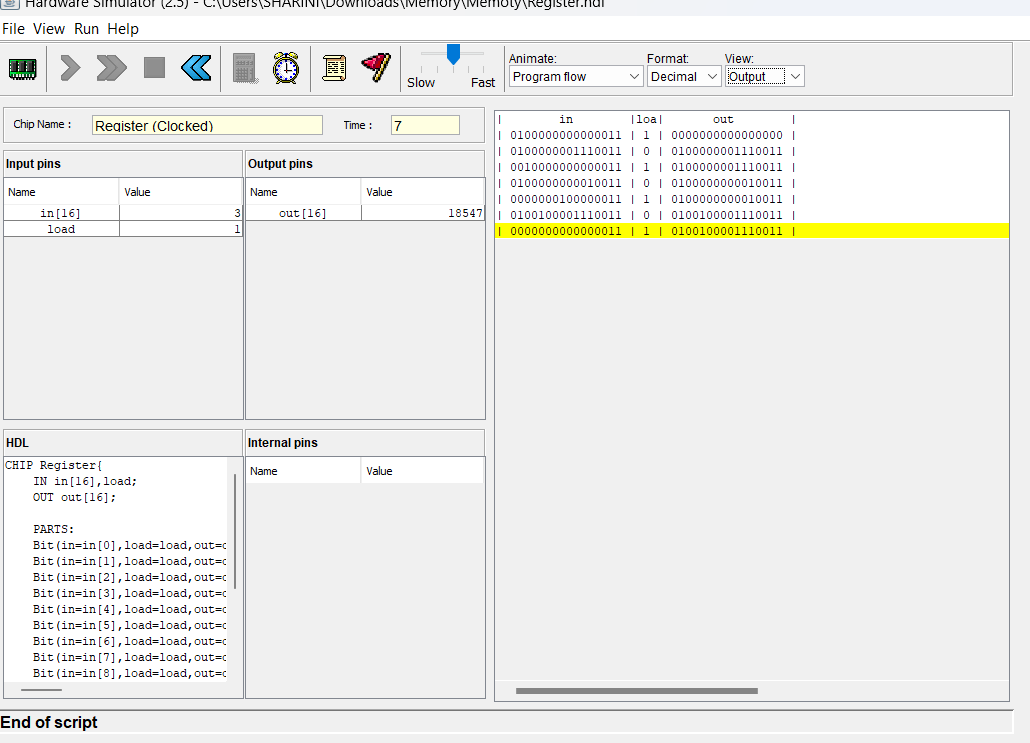 Hardware Simulator (2.5) - C:\Users\SHARINI\Downloads\Memory\Memoty\Register.hdl
File View Run Help
Slow Fast
Animate: Format: View:
Program flow Decimal Output
Chip Name : Register (Clocked) Time : 7
Input pins
Name Value
in[16] 3
load 1
Output pins
Name Value
out[16] 18547
| in |loa| out |
| 0100000000000011 | 1 | 0000000000000000 |
| 0100000001110011 | 0 | 0100000001110011 |
| 0010000000000011 | 1 | 0100000001110011 |
| 0100000000010011 | 0 | 0100000000010011 |
| 0000000100000011 | 1 | 0100000000010011 |
| 0100100001110011 | 0 | 0100100001110011 |
| 0000000000000011 | 1 | 0100100001110011 |
HDL
CHIP Register{
IN in[16],load;
OUT out[16];
PARTS:
Bit(in=in[0],load=load,out=
Bit(in=in[1],load=load,out=
Bit(in=in[2],load=load,out=
Bit(in=in[3],load=load,out=
Bit(in=in[4],load=load,out=
Bit(in=in[5],load=load,out=
Bit(in=in[6],load=load,out=
Bit(in=in[7],load=load,out=
Bit(in=in[8],load=load,out=
Internal pins
Name Value
End of script